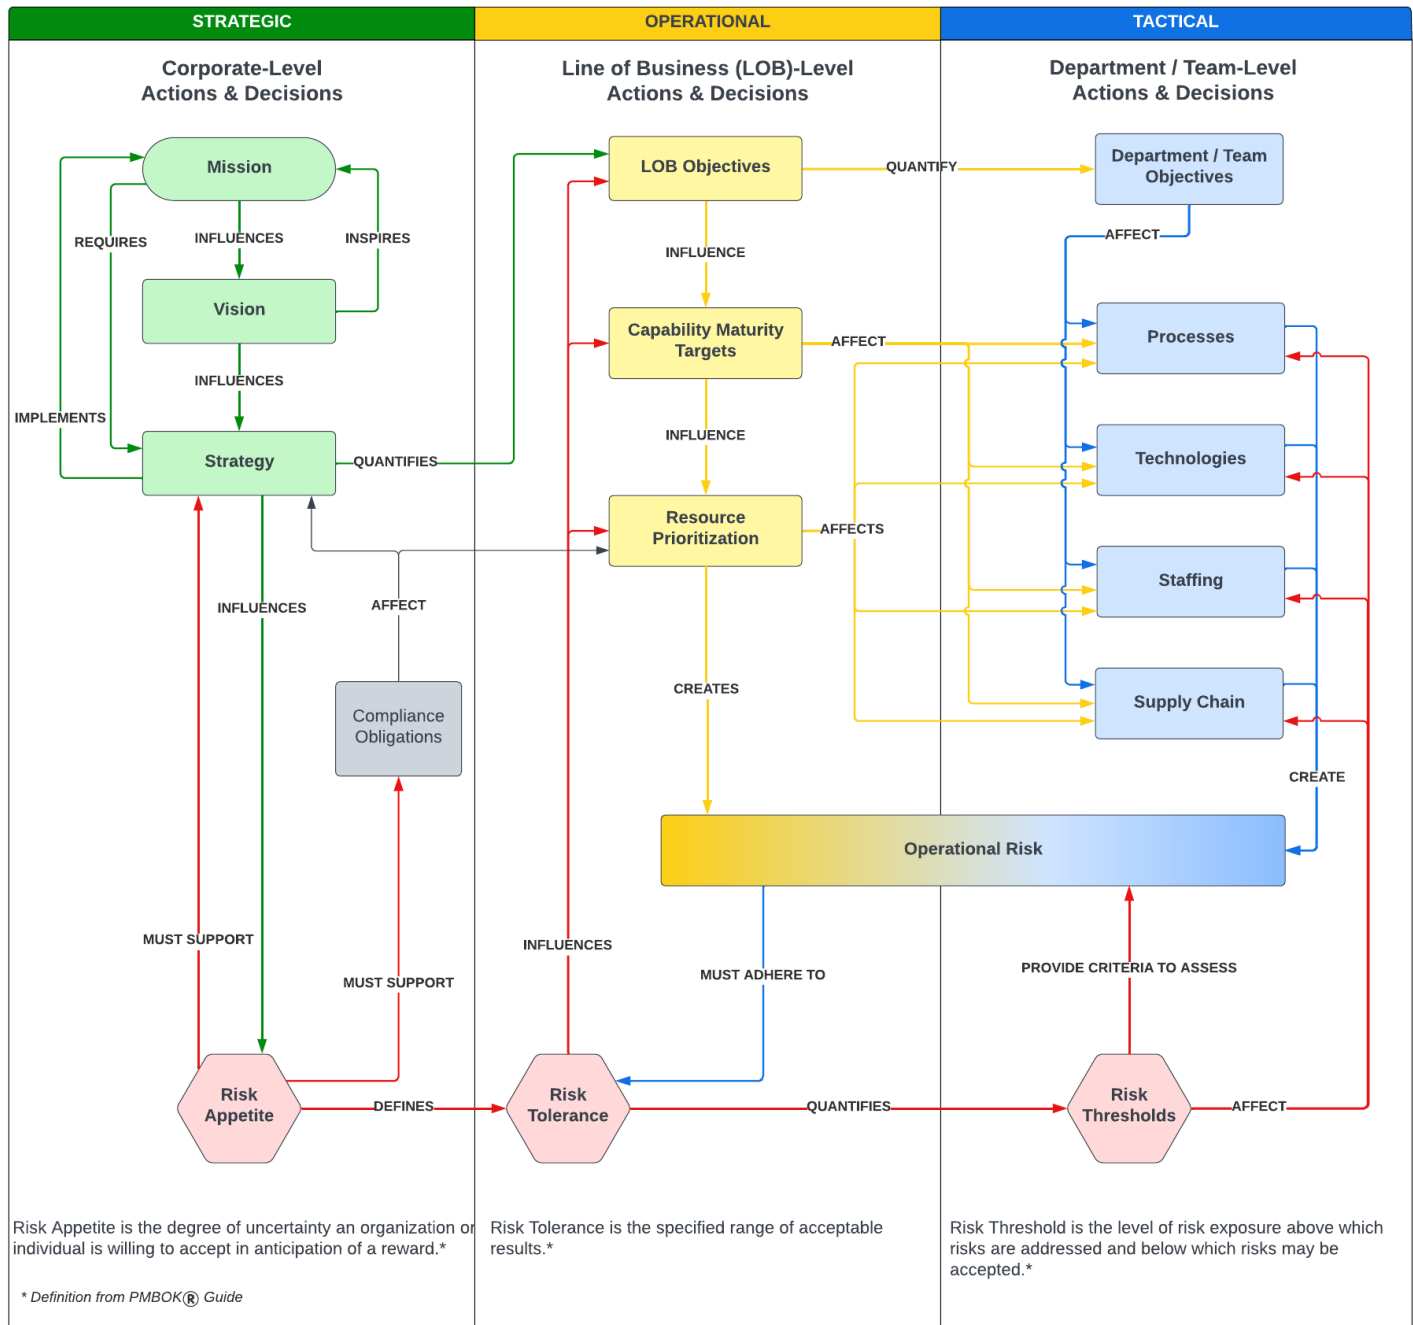 STRATEGIC
OPERATIONAL
TACTICAL
Corporate-Level
Actions & Decisions
Line of Business (LOB)-Level
Actions & Decisions
Department / Team-Level
Actions & Decisions
Mission
LOB Objectives
QUANTIFY
Department / Team
Objectives
REQUIRES
INFLUENCES
INSPIRES
INFLUENCE
AFFECT
Vision
Capability Maturity
Targets
AFFECT
Processes
INFLUENCES
IMPLEMENTS
INFLUENCE
Strategy
QUANTIFIES
Technologies
Resource
Prioritization
AFFECTS
Staffing
INFLUENCES
AFFECT
CREATES
Supply Chain
Compliance
Obligations
CREATE
Operational Risk
MUST SUPPORT
INFLUENCES
MUST SUPPORT
MUST ADHERE TO
PROVIDE CRITERIA TO ASSESS
Risk
Appetite
DEFINES
Risk
Tolerance
QUANTIFIES
Risk
Thresholds
AFFECT
Risk Appetite is the degree of uncertainty an organization or
individual is willing to accept in anticipation of a reward.*
Risk Tolerance is the specified range of acceptable
results.*
Risk Threshold is the level of risk exposure above which
risks are addressed and below which risks may be
accepted.*
* Definition from PMBOK® Guide